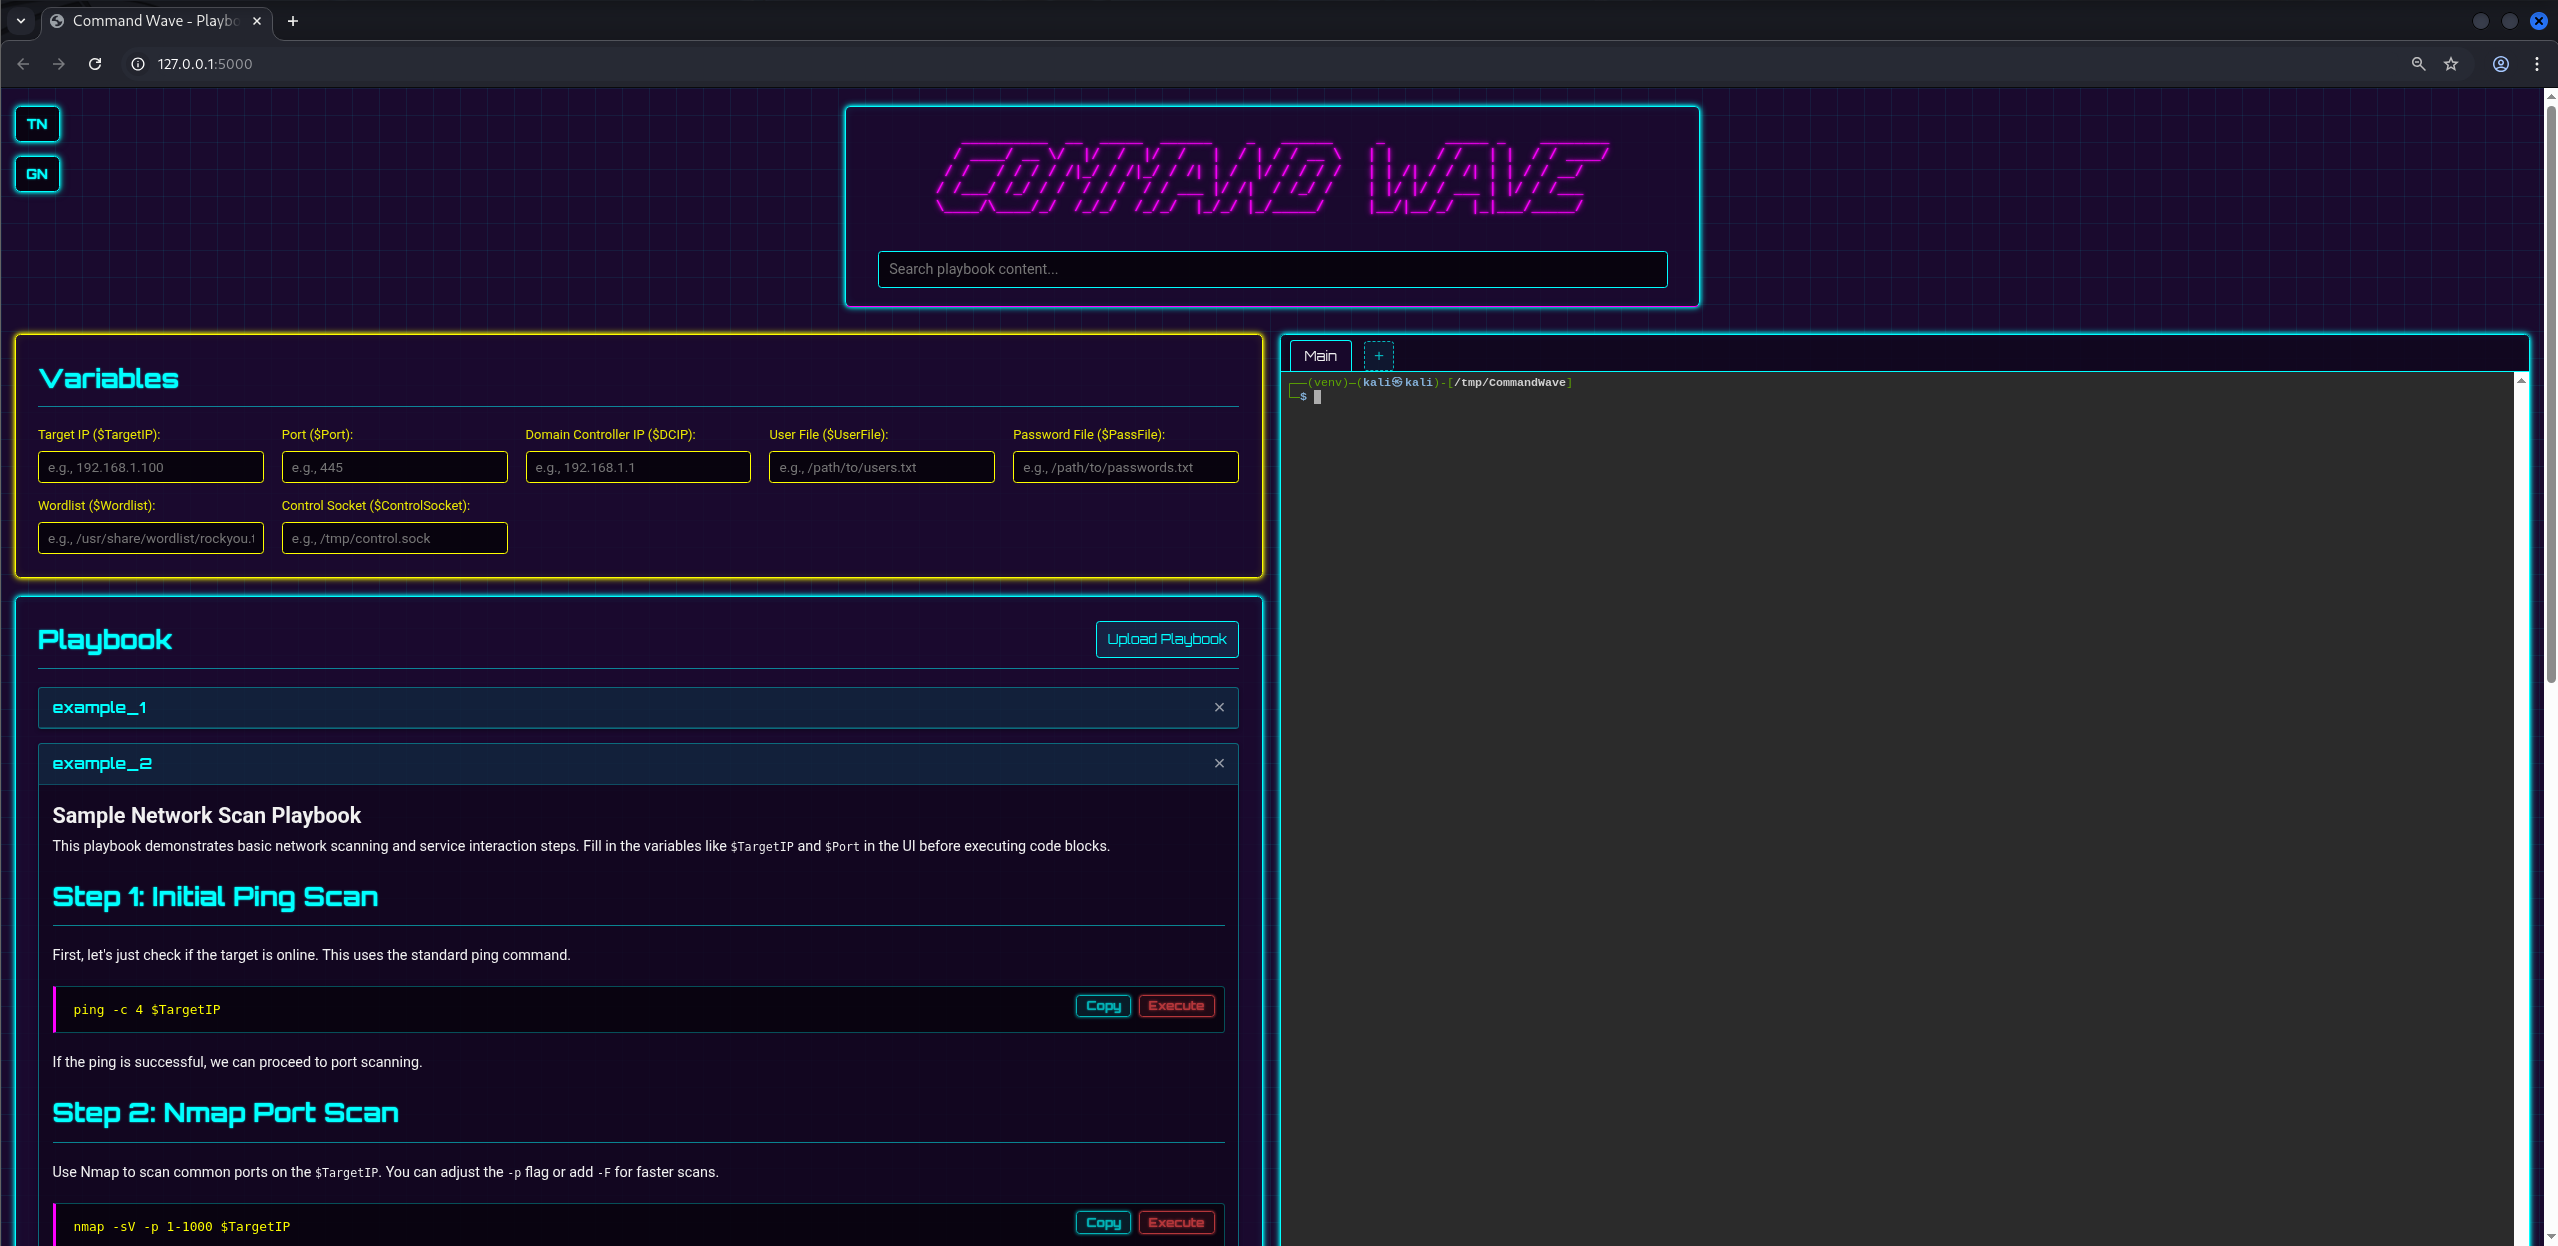 Command Wave - Playbo
127.0.0.1:5000
TN
GN
COMMAND WAVE
Search playbook content...
Variables
Target IP ($TargetIP):
Port ($Port):
Domain Controller IP ($DCIP):
User File ($UserFile):
Password File ($PassFile):
e.g., 192.168.1.100
e.g., 445
e.g., 192.168.1.1
e.g., /path/to/users.txt
e.g., /path/to/passwords.txt
Wordlist ($Wordlist):
Control Socket ($ControlSocket):
e.g., /usr/share/wordlist/rockyou.t
e.g., /tmp/control.sock
Main
+
(venv)-(kali㉿kali)-[/tmp/CommandWave]
$
Playbook
Upload Playbook
example_1
example_2
Sample Network Scan Playbook
This playbook demonstrates basic network scanning and service interaction steps. Fill in the variables like $TargetIP and $Port in the UI before executing code blocks.
Step 1: Initial Ping Scan
First, let's just check if the target is online. This uses the standard ping command.
ping -c 4 $TargetIP
Copy
Execute
If the ping is successful, we can proceed to port scanning.
Step 2: Nmap Port Scan
Use Nmap to scan common ports on the $TargetIP. You can adjust the -p flag or add -F for faster scans.
nmap -sV -p 1-1000 $TargetIP
Copy
Execute